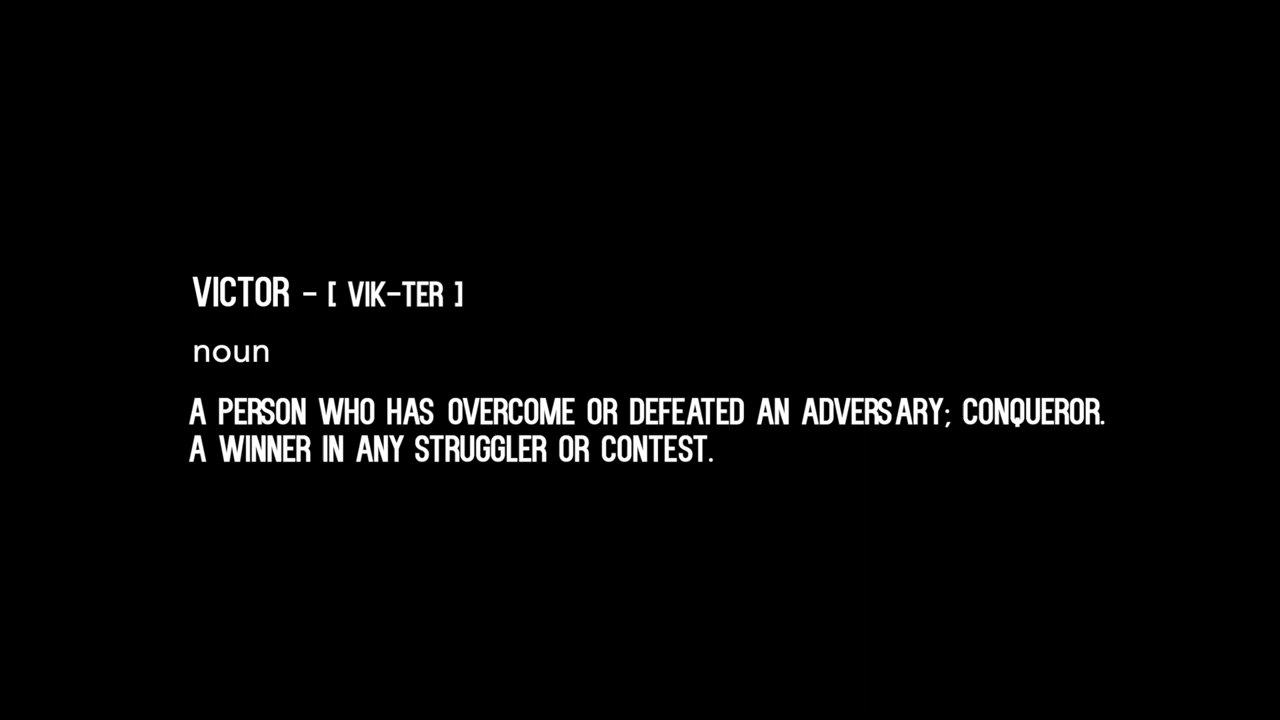 VICTOR - [ VIK-TER ]
noun
A PERSON WHO HAS OVERCOME OR DEFEATED AN ADVERSARY; CONQUEROR.
A WINNER IN ANY STRUGGLER OR CONTEST.